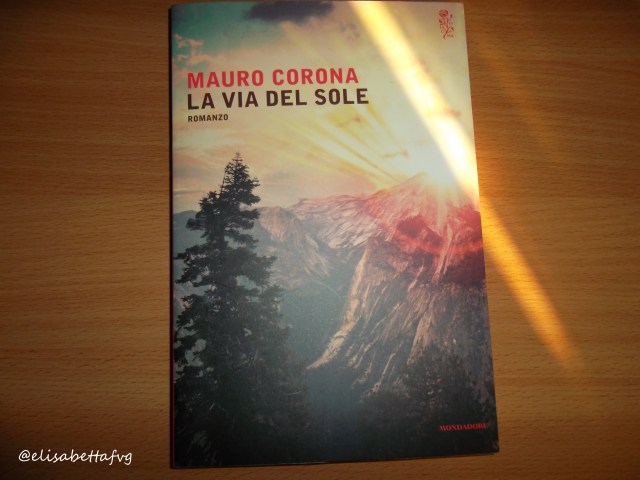 MAURO CORONA
LA VIA DEL SOLE
ROMANZO
MONDADORI
@elisabettafvg